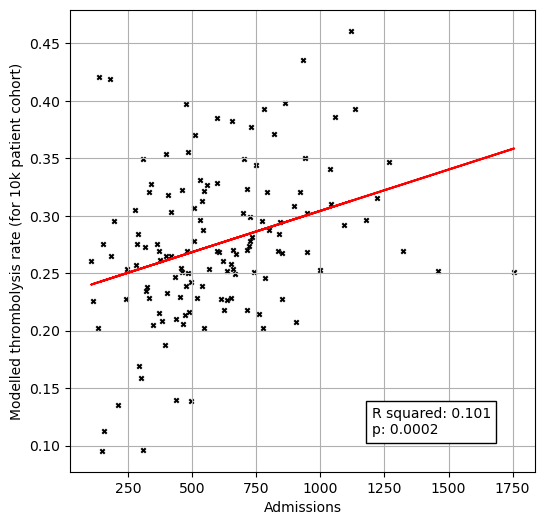 Modelled thrombolysis rate (for 10k patient cohort)
0.45
0.40
0.35
0.30
0.25
0.20
0.15
0.10
R squared: 0.101
p: 0.0002
250 500 750 1000 1250 1500 1750
Admissions